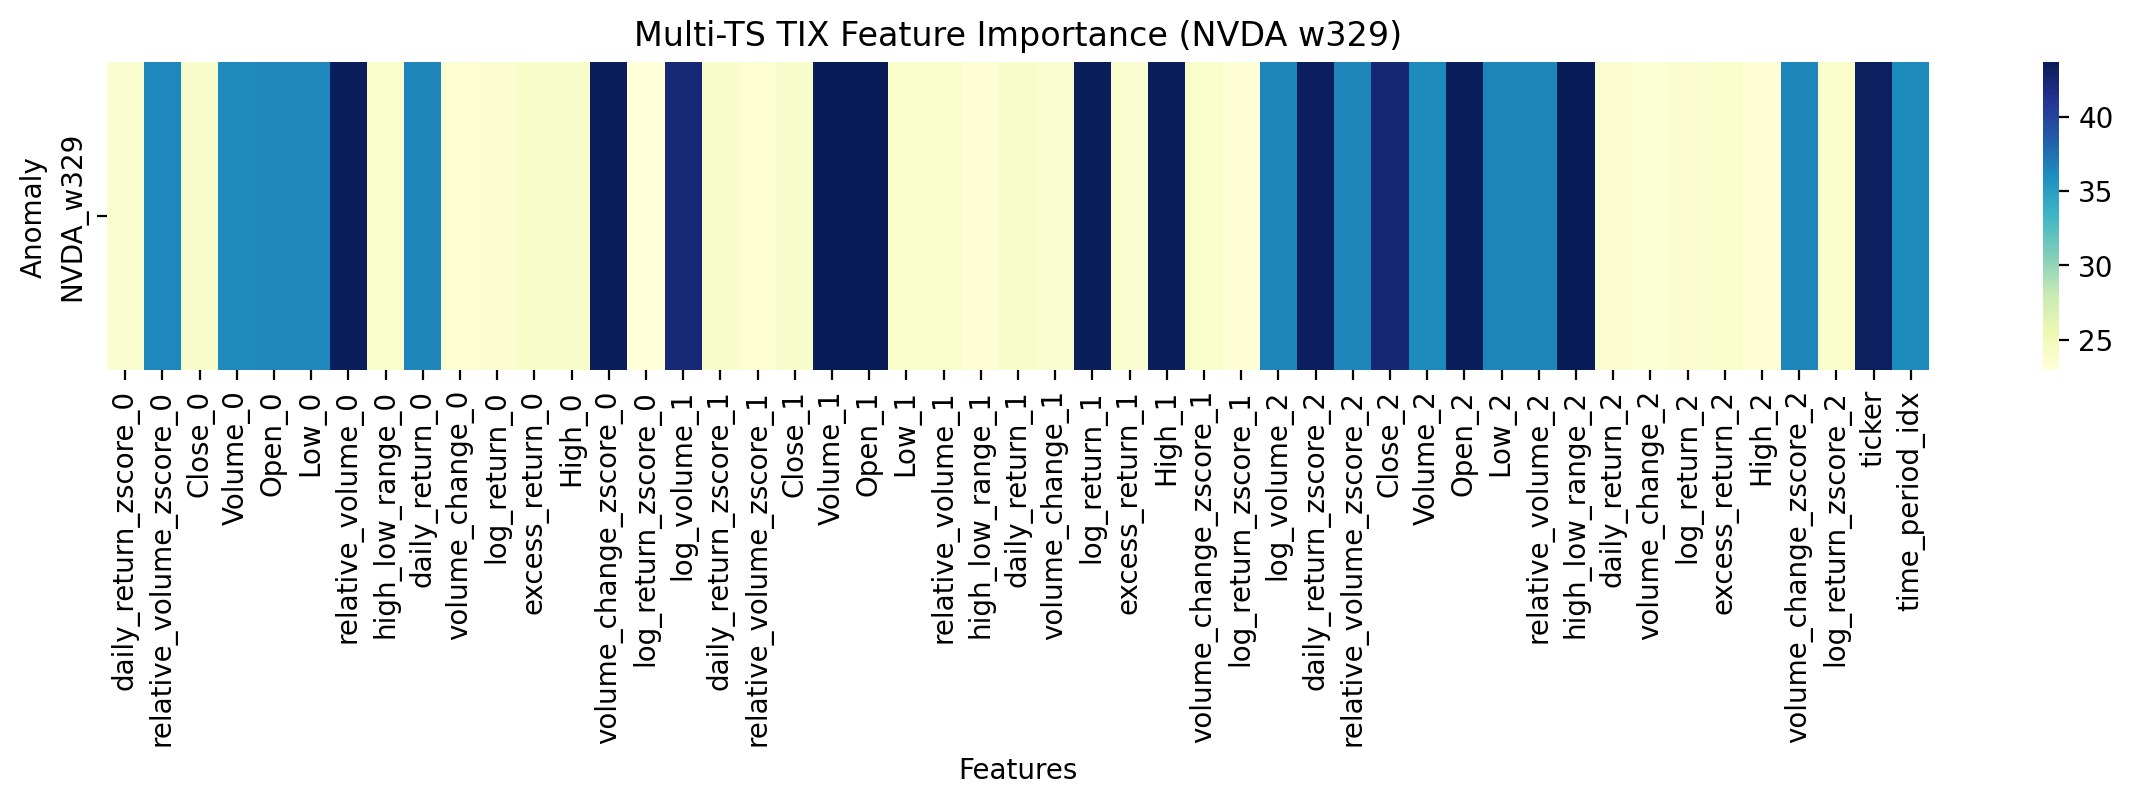 Multi-TS TIX Feature Importance (NVDA w329)
Anomaly
NVDA_w329
40
35
30
25
daily_return_zscore_0
relative_volume_zscore_0
Close_0
Volume_0
Open_0
Low_0
relative_volume_0
high_low_range_0
daily_return_0
volume_change_0
log_return_0
excess_return_0
High_0
volume_change_zscore_0
log_return_zscore_0
log_volume_1
daily_return_zscore_1
relative_volume_zscore_1
Close_1
Volume_1
Open_1
Low_1
relative_volume_1
high_low_range_1
daily_return_1
volume_change_1
log_return_1
excess_return_1
High_1
volume_change_zscore_1
log_return_zscore_1
log_volume_2
daily_return_zscore_2
relative_volume_zscore_2
Close_2
Volume_2
Open_2
Low_2
relative_volume_2
high_low_range_2
daily_return_2
volume_change_2
log_return_2
excess_return_2
High_2
volume_change_zscore_2
log_return_zscore_2
ticker
time_period_idx
Features